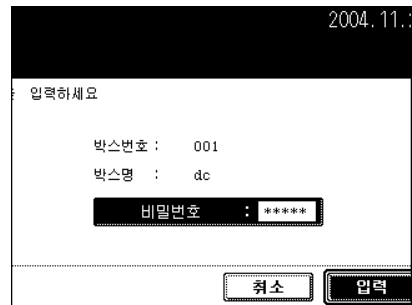 2004.11.
입력하세요
박스번호 : 001
박스명 : dc
비밀번호 : *****
취소 입력